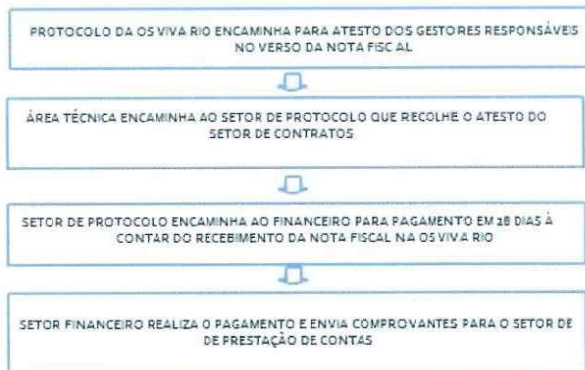 PROTOCOLO DA OS VIVA RIO ENCAMINHA PARA ATESTO DOS GESTORES RESPONSÁVEIS
NO VERSO DA NOTA FISCAL
ÁREA TÉCNICA ENCAMINHA AO SETOR DE PROTOCOLO QUE RECOLHE O ATESTO DO
SETOR DE CONTRATOS
SETOR DE PROTOCOLO ENCAMINHA AO FINANCEIRO PARA PAGAMENTO EM 28 DIAS À
CONTAR DO RECEBIMENTO DA NOTA FISCAL NA OS VIVA RIO
SETOR FINANCEIRO REALIZA O PAGAMENTO E ENVIA COMPROVANTES PARA O SETOR DE
DE PRESTAÇÃO DE CONTAS